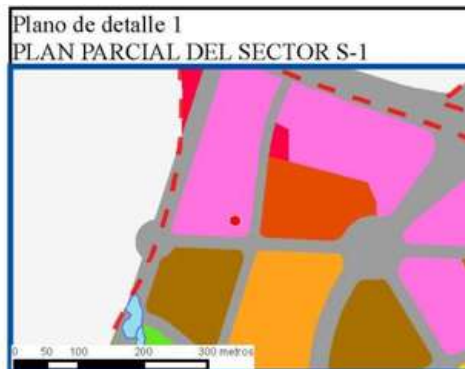 Plano de detalle 1
PLAN PARCIAL DEL SECTOR S-1
0 50 100 200 300 metros